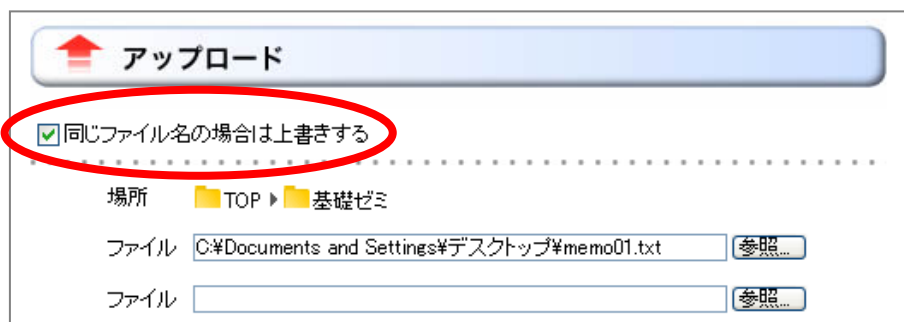 アップロード
同じファイル名の場合は上書きする
場所 TOP 基礎ゼミ
ファイル C:¥Documents and Settings¥デスクトップ¥memo01.txt 参照...
ファイル 参照...